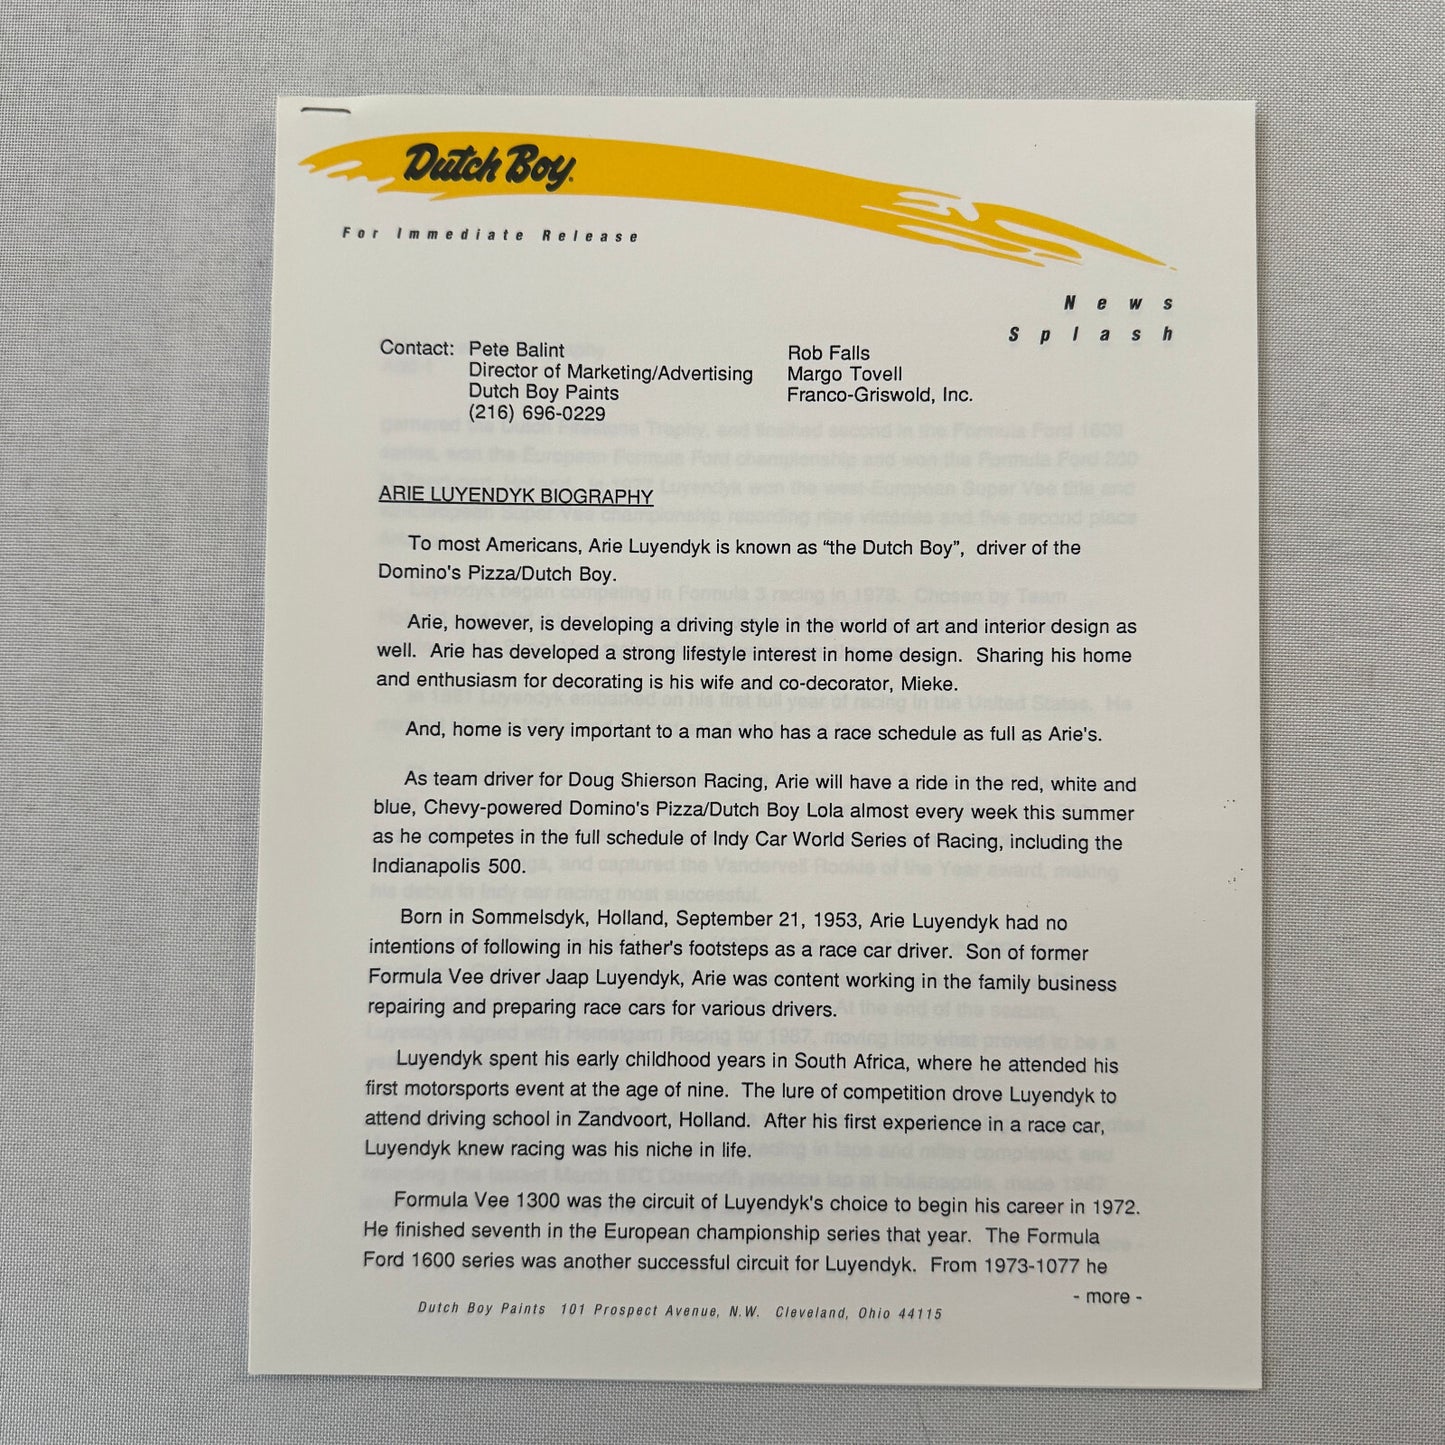 Dutch Boy.
For Immediate Release
News
Splash
Contact: Pete Balint
Director of Marketing/Advertising
Dutch Boy Paints
(216) 696-0229
Rob Falls
Margo Tovell
Franco-Griswold, Inc.
ARIE LUYENDYK BIOGRAPHY
To most Americans, Arie Luyendyk is known as “the Dutch Boy”, driver of the
Domino's Pizza/Dutch Boy.
Arie, however, is developing a driving style in the world of art and interior design as
well. Arie has developed a strong lifestyle interest in home design. Sharing his home
and enthusiasm for decorating is his wife and co-decorator, Mieke.
And, home is very important to a man who has a race schedule as full as Arie's.
As team driver for Doug Shierson Racing, Arie will have a ride in the red, white and
blue, Chevy-powered Domino's Pizza/Dutch Boy Lola almost every week this summer
as he competes in the full schedule of Indy Car World Series of Racing, including the
Indianapolis 500.
Born in Sommelsdyk, Holland, September 21, 1953, Arie Luyendyk had no
intentions of following in his father's footsteps as a race car driver. Son of former
Formula Vee driver Jaap Luyendyk, Arie was content working in the family business
repairing and preparing race cars for various drivers.
Luyendyk spent his early childhood years in South Africa, where he attended his
first motorsports event at the age of nine. The lure of competition drove Luyendyk to
attend driving school in Zandvoort, Holland. After his first experience in a race car,
Luyendyk knew racing was his niche in life.
Formula Vee 1300 was the circuit of Luyendyk's choice to begin his career in 1972.
He finished seventh in the European championship series that year. The Formula
Ford 1600 series was another successful circuit for Luyendyk. From 1973-1077 he
- more -
Dutch Boy Paints 101 Prospect Avenue, N.W. Cleveland, Ohio 44115